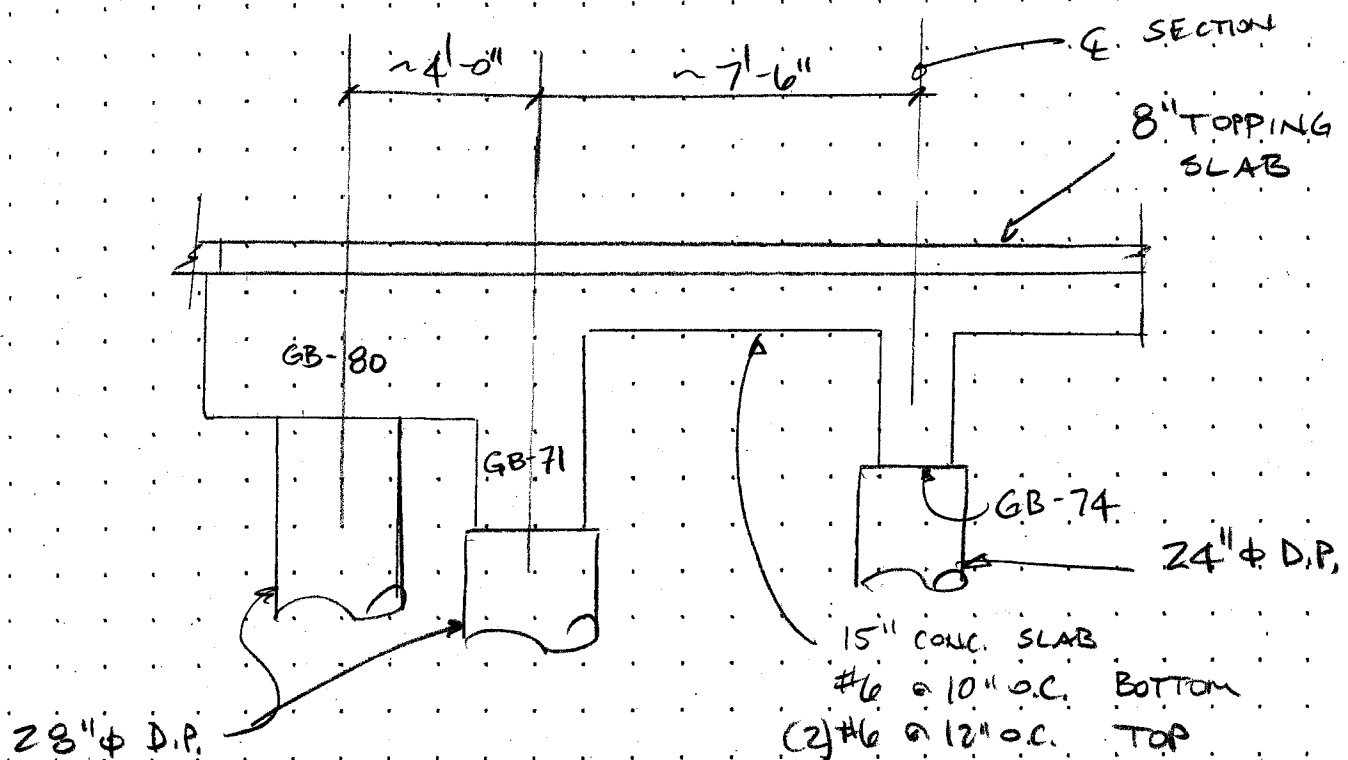 ~4'-0"
~7'-6"
℄ SECTION
8" TOPPING
SLAB
GB-80
GB-71
GB-74
24"ϕ D.P.
15" CONC. SLAB
#6 @ 10" O.C. BOTTOM
(2)#6 @ 12" O.C. TOP
28"ϕ D.P.